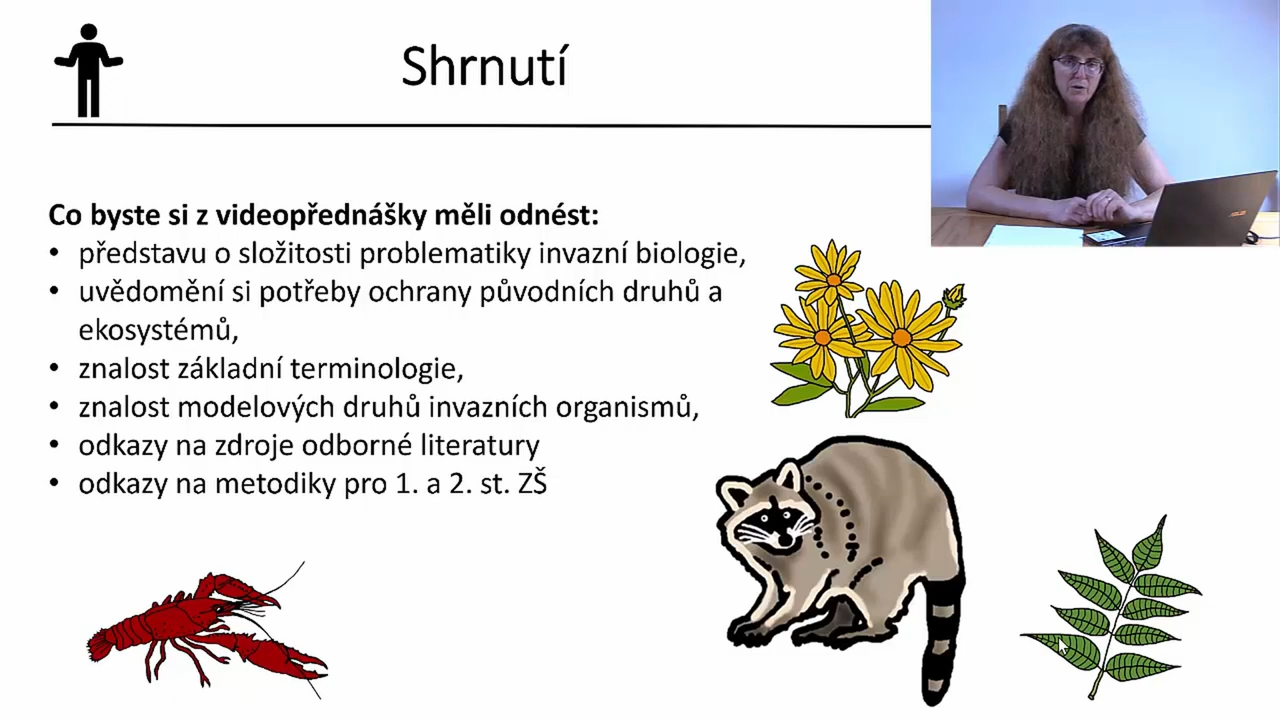 Shrnutí
Co byste si z videopřednášky měli odnést:
• představu o složitosti problematiky invazní biologie,
• uvědomění si potřeby ochrany původních druhů a
ekosystémů,
• znalost základní terminologie,
• znalost modelových druhů invazních organismů,
• odkazy na zdroje odborné literatury
• odkazy na metodiky pro 1. a 2. st. ZŠ
ASUS